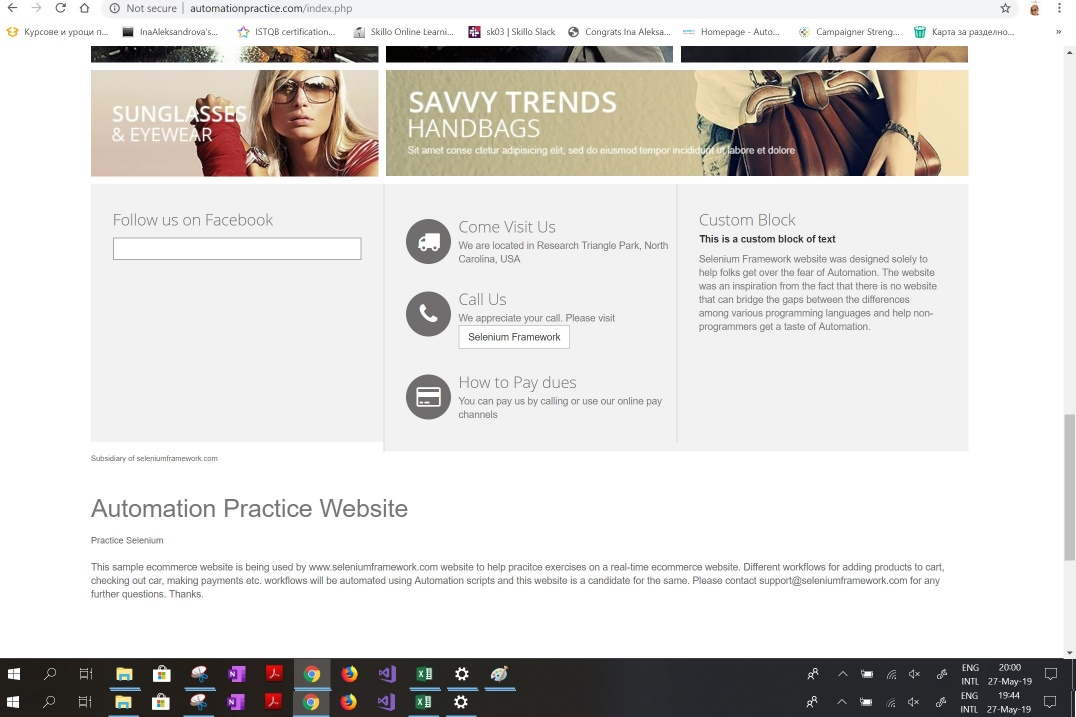 Not secure | automationpractice.com/index.php
Курсове и уроци п... InaAleksandrova's... ISTQB certification... Skillo Online Learni... sk03 | Skillo Slack Congrats Ina Aleksa... Homepage - Auto... Campaigner Streng... Карта за разделно... »
SUNGLASSES
& EYEWEAR
SAVVY TRENDS
HANDBAGS
Sit amet conse ctetur adipisicing elit, sed do eiusmod tempor incididunt ut labore et dolore
Follow us on Facebook
Come Visit Us
We are located in Research Triangle Park, North
Carolina, USA
Call Us
We appreciate your call. Please visit
Selenium Framework
How to Pay dues
You can pay us by calling or use our online pay
channels
Custom Block
This is a custom block of text
Selenium Framework website was designed solely to
help folks get over the fear of Automation. The website
was an inspiration from the fact that there is no website
that can bridge the gaps between the differences
among various programming languages and help non-
programmers get a taste of Automation.
Subsidiary of seleniumframework.com
Automation Practice Website
Practice Selenium
This sample ecommerce website is being used by www.seleniumframework.com website to help pracitce exercises on a real-time ecommerce website. Different workflows for adding products to cart,
checking out car, making payments etc. workflows will be automated using Automation scripts and this website is a candidate for the same. Please contact support@seleniumframework.com for any
further questions. Thanks.
ENG 20:00
INTL 27-May-19
ENG 19:44
INTL 27-May-19